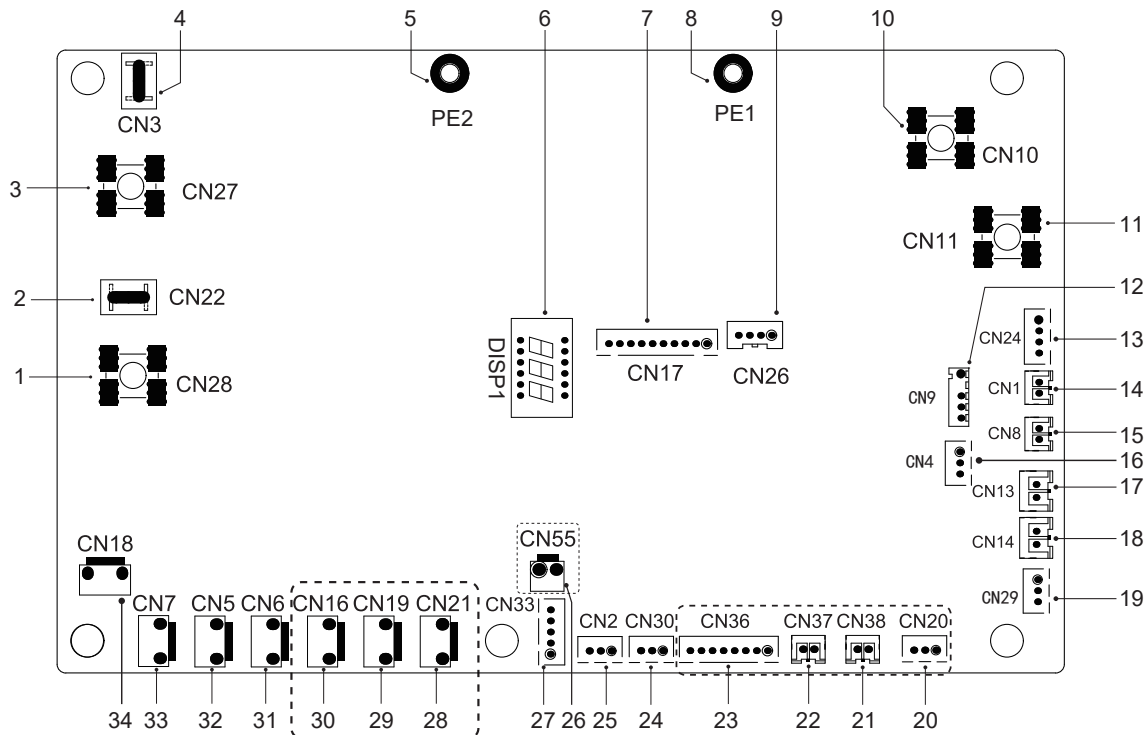 4 5 6 7 8 9 10
CN3 PE2 PE1
CN10
3 CN27
CN11 11
12
2 CN22
CN24 13
DISP1 CN17 CN26
1 CN28
CN9 CN1 14
CN8 15
CN4 16
CN13 17
CN18 CN55 CN14 18
CN7 CN5 CN6 CN16 CN19 CN21 CN33 CN2 CN30 CN36 CN37 CN38 CN20 CN29 19
34 33 32 31 30 29 28 27 26 25 24 23 22 21 20